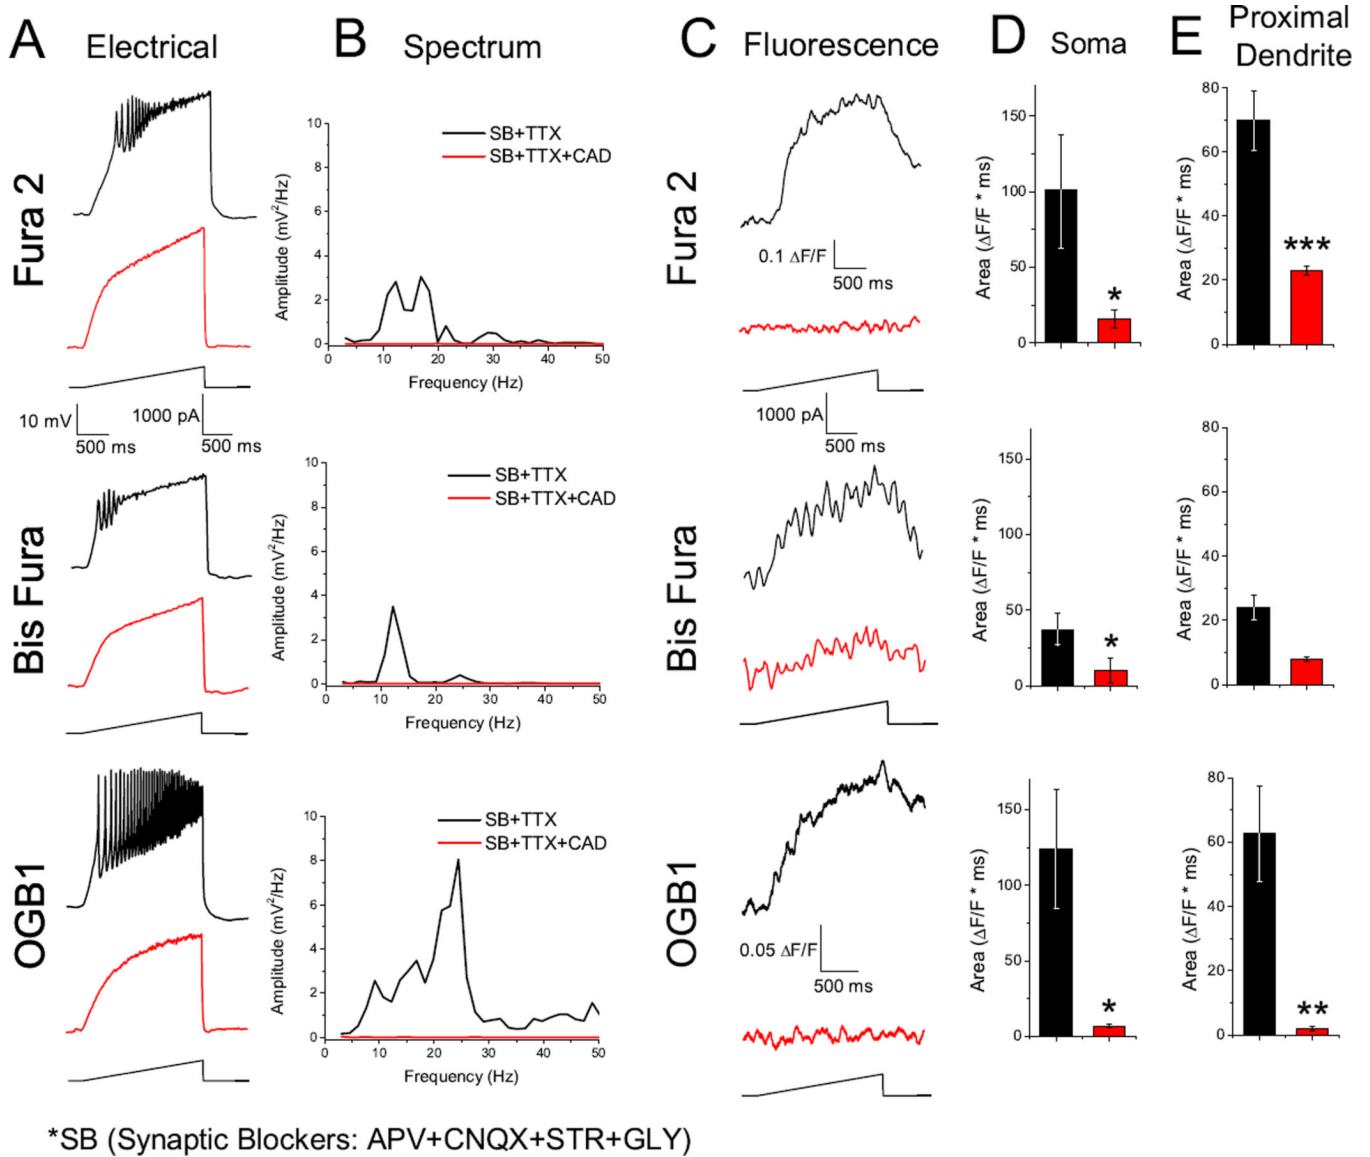 A Electrical
B Spectrum
C Fluorescence
D Soma
E Proximal
Dendrite
Fura 2
10 mV
500 ms
1000 pA
500 ms
Amplitude (mV²/Hz)
10
8
6
4
2
0
SB+TTX
SB+TTX+CAD
0 10 20 30 40 50
Frequency (Hz)
Fura 2
0.1 ΔF/F
500 ms
1000 pA
500 ms
Area (ΔF/F * ms)
150
100
50
0
*
Area (ΔF/F * ms)
80
60
40
20
0
***
Bis Fura
Amplitude (mV²/Hz)
10
8
6
4
2
0
SB+TTX
SB+TTX+CAD
0 10 20 30 40 50
Frequency (Hz)
Bis Fura
Area (ΔF/F * ms)
150
100
50
0
*
Area (ΔF/F * ms)
80
60
40
20
0
OGB1
Amplitude (mV²/Hz)
10
8
6
4
2
0
SB+TTX
SB+TTX+CAD
0 10 20 30 40 50
Frequency (Hz)
OGB1
0.05 ΔF/F
500 ms
Area (ΔF/F * ms)
150
100
50
0
*
Area (ΔF/F * ms)
80
60
40
20
0
**
*SB (Synaptic Blockers: APV+CNQX+STR+GLY)